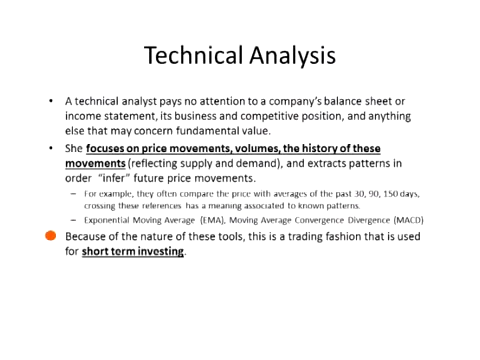 Technical Analysis
• A technical analyst pays no attention to a company's balance sheet or
income statement, its business and competitive position, and anything
else that may concern fundamental value.
• She focuses on price movements, volumes, the history of these
movements (reflecting supply and demand), and extracts patterns in
order "infer" future price movements.
– For example, they often compare the price with averages of the past 30, 90, 150 days,
crossing these references has a meaning associated to known patterns.
– Exponential Moving Average (EMA), Moving Average Convergence Divergence (MACD)
Because of the nature of these tools, this is a trading fashion that is used
for short term investing.